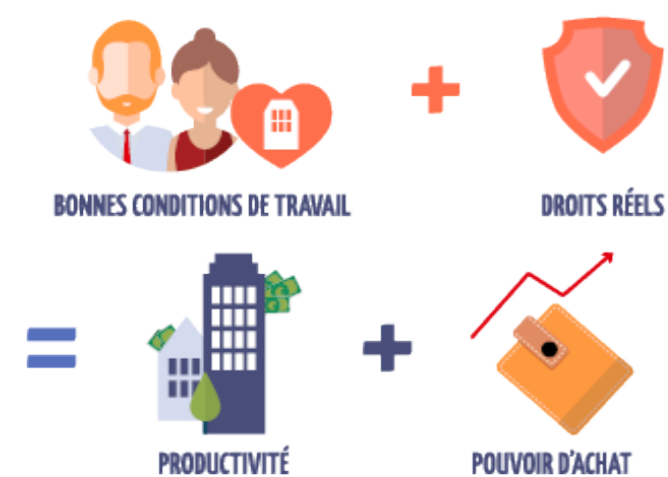 +
BONNES CONDITIONS DE TRAVAIL
DROITS RÉELS
= +
PRODUCTIVITÉ
POUVOIR D'ACHAT